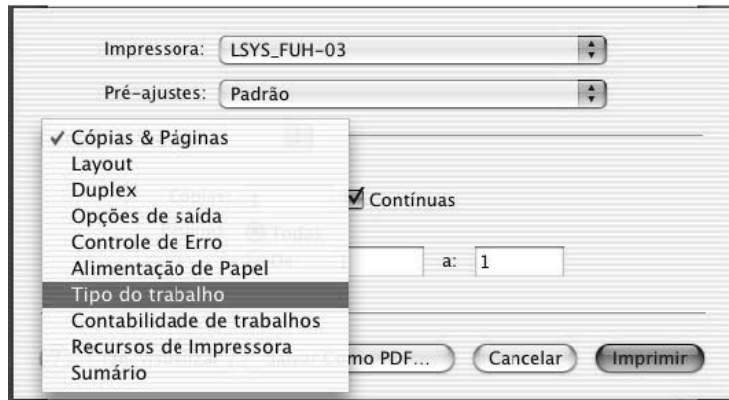 Impressora: LSYS_FUH-03
Pré-ajustes: Padrão
✓ Cópias & Páginas
Layout
Duplex
Opções de saída
Controle de Erro
Alimentação de Papel
Tipo do trabalho
Contabilidade de trabalhos
Recursos de Impressora
Sumário
Contínuas
a: 1
mo PDF... Cancelar Imprimir